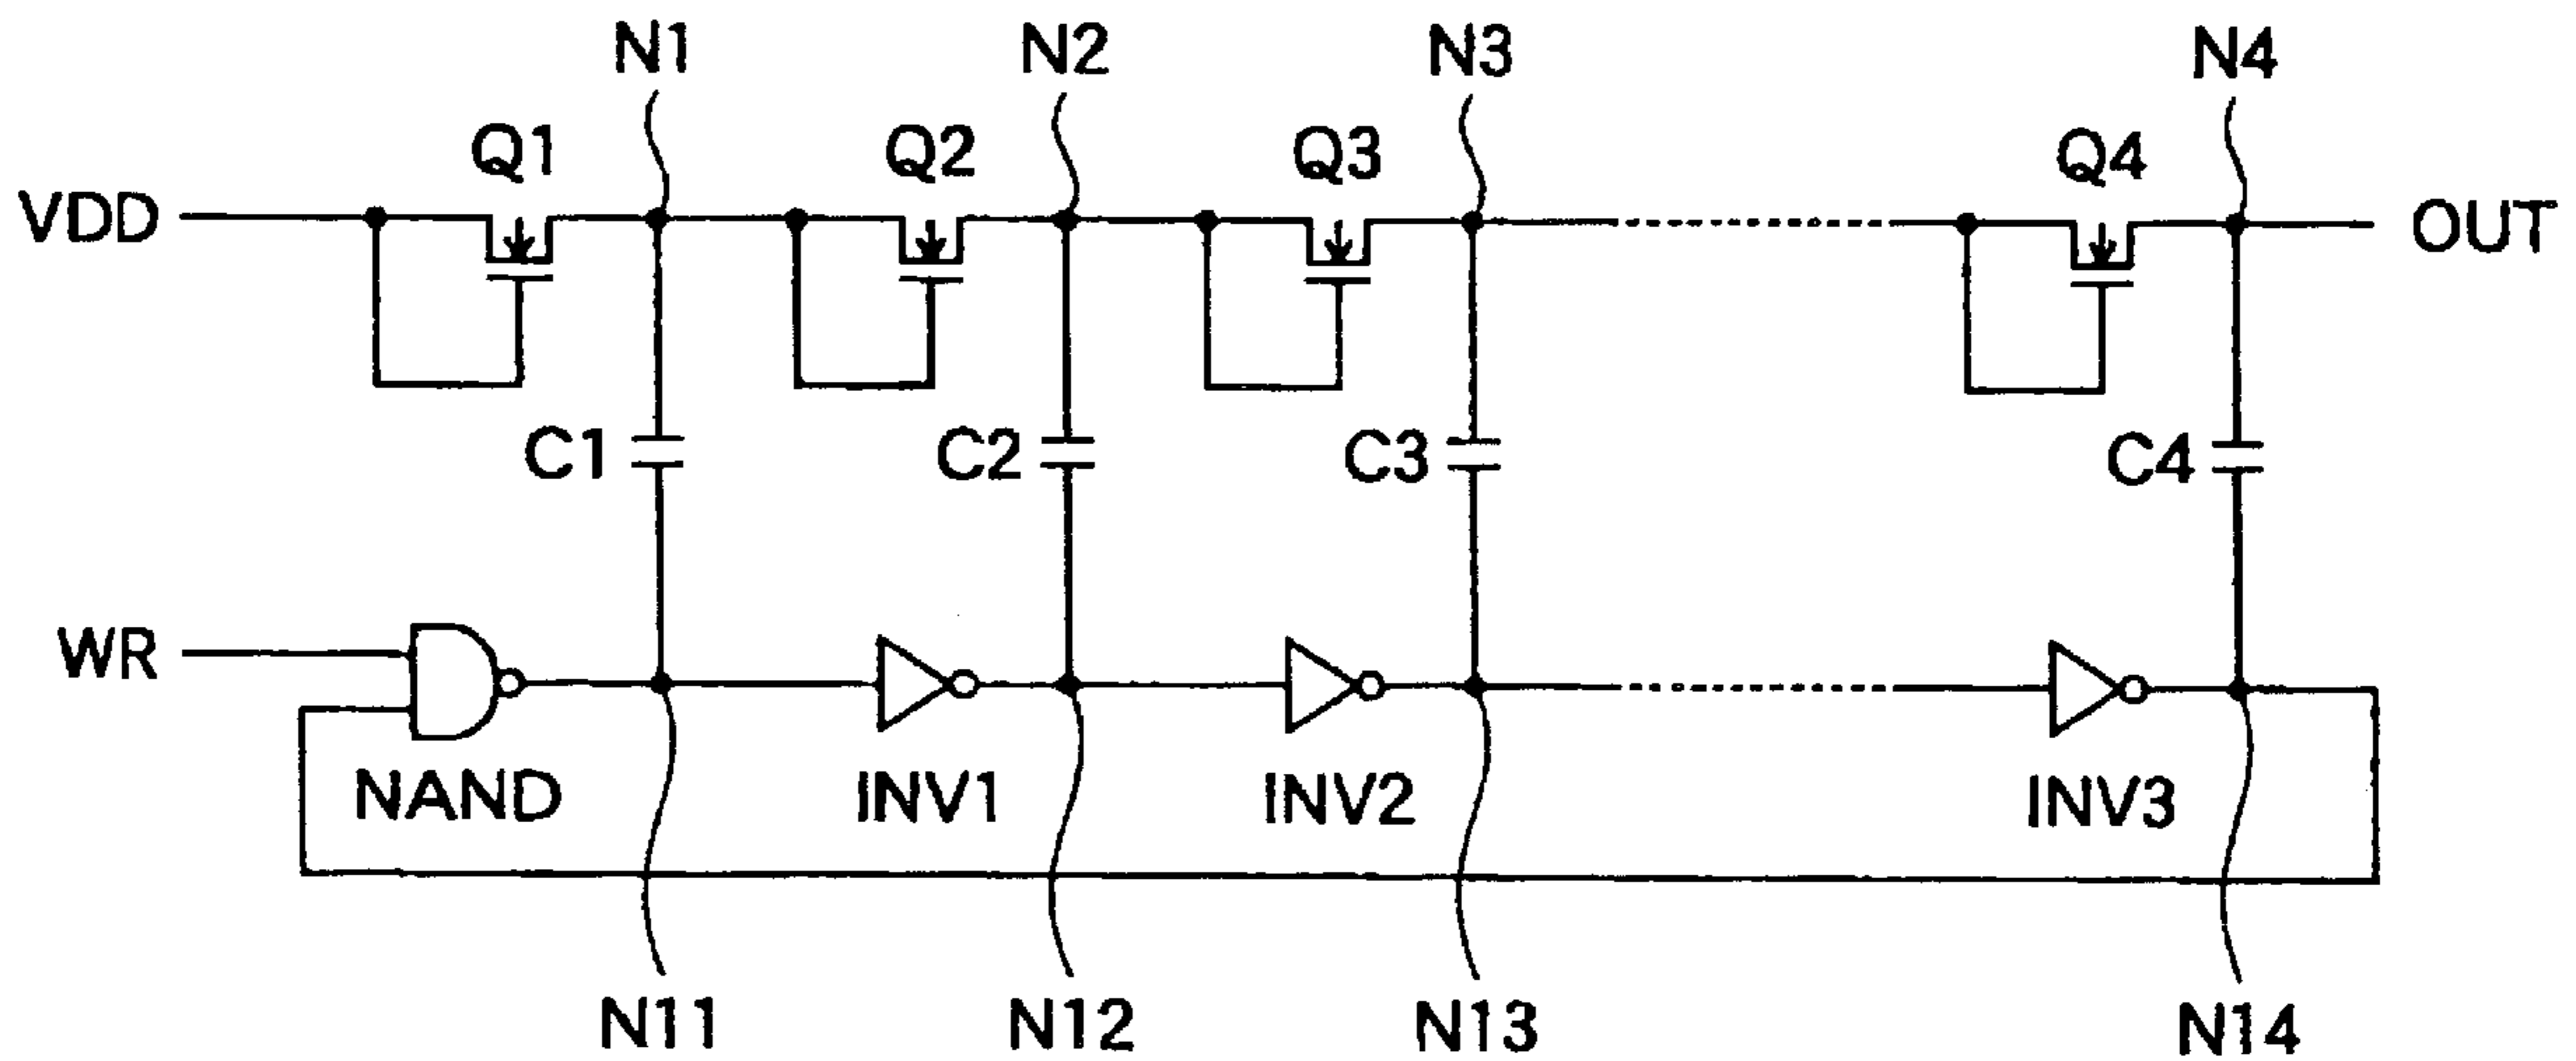 N1 N2 N3 N4
Q1 Q2 Q3 Q4
VDD OUT
C1 C2 C3 C4
WR
NAND INV1 INV2 INV3
N11 N12 N13 N14